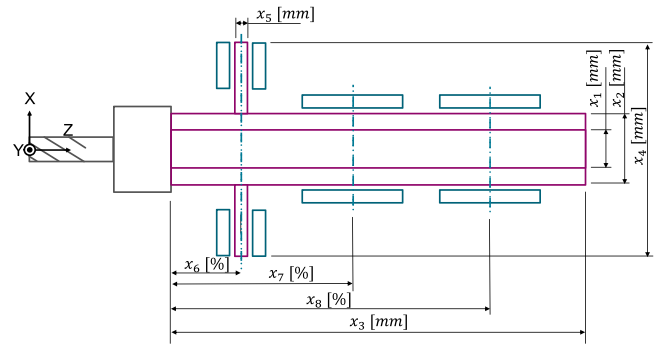 x₅ [mm]
X
Z
Y
x₁ [mm]
x₂ [mm]
x₄ [mm]
x₆ [%]
x₇ [%]
x₈ [%]
x₃ [mm]